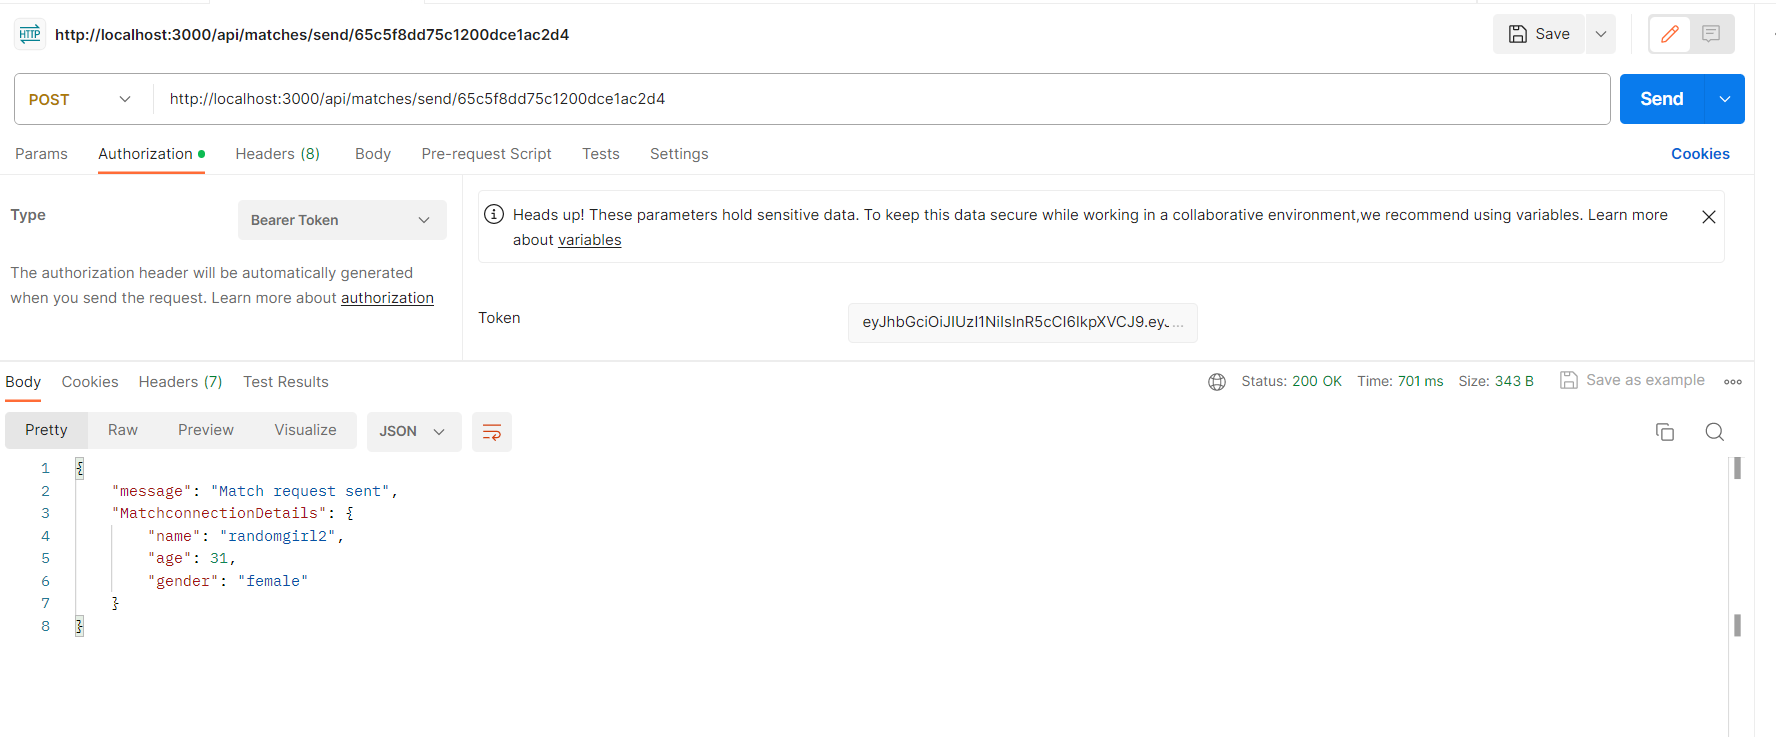 HTTP http://localhost:3000/api/matches/send/65c5f8dd75c1200dce1ac2d4 Save
POST http://localhost:3000/api/matches/send/65c5f8dd75c1200dce1ac2d4 Send
Params Authorization Headers (8) Body Pre-request Script Tests Settings Cookies
Type Bearer Token
The authorization header will be automatically generated
when you send the request. Learn more about authorization
Heads up! These parameters hold sensitive data. To keep this data secure while working in a collaborative environment,we recommend using variables. Learn more
about variables
Token eyJhbGciOiJIUzI1NiIsInR5cCI6IkpXVCJ9.eyJ...
Body Cookies Headers (7) Test Results Status: 200 OK Time: 701 ms Size: 343 B Save as example
Pretty Raw Preview Visualize JSON
1 {
2 "message": "Match request sent",
3 "MatchconnectionDetails": {
4 "name": "randomgirl2",
5 "age": 31,
6 "gender": "female"
7 }
8 }